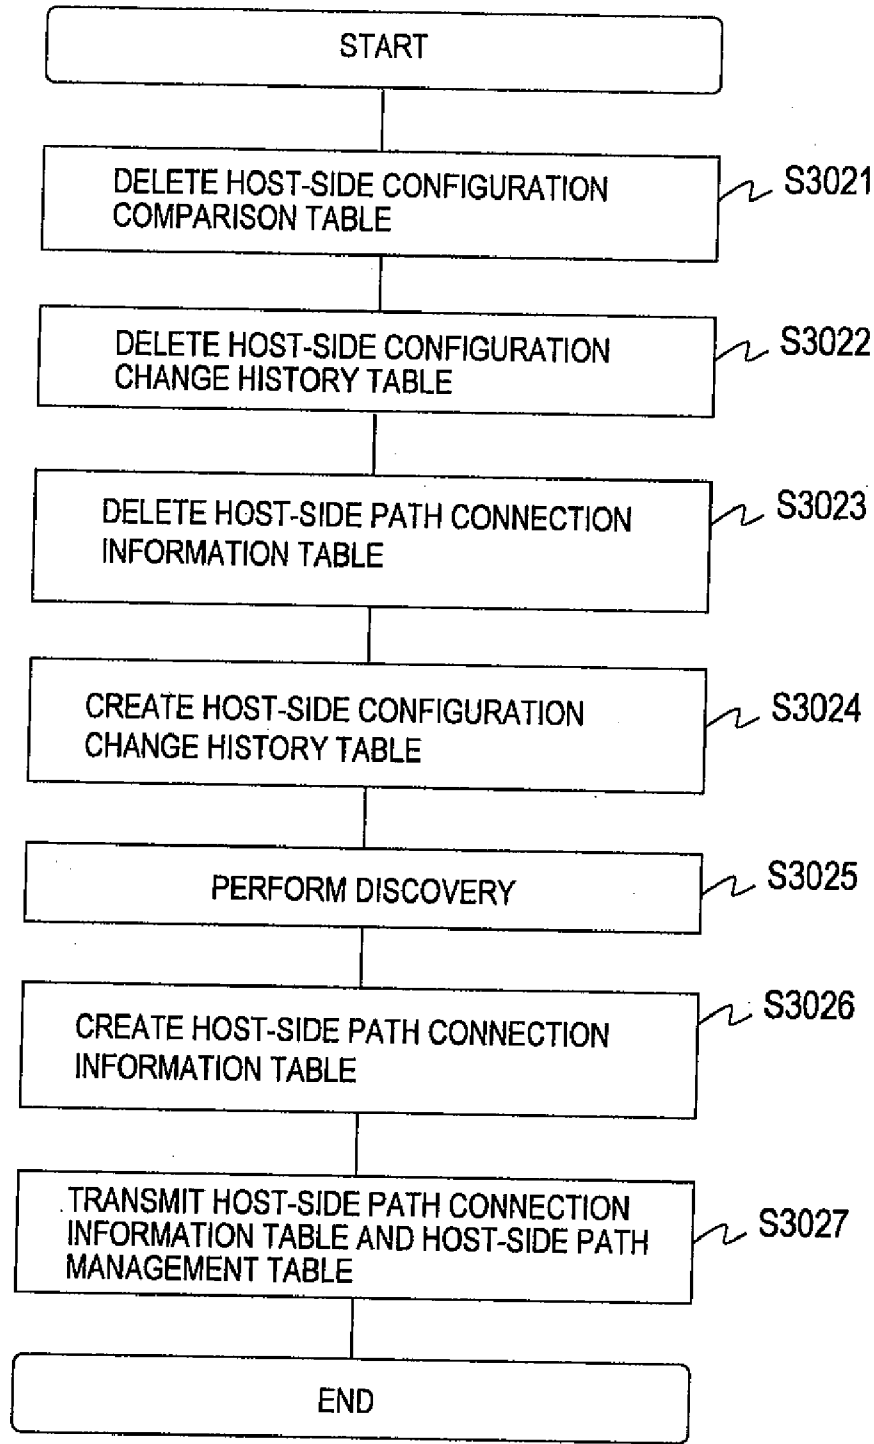 START
DELETE HOST-SIDE CONFIGURATION
COMPARISON TABLE
S3021
DELETE HOST-SIDE CONFIGURATION
CHANGE HISTORY TABLE
S3022
DELETE HOST-SIDE PATH CONNECTION
INFORMATION TABLE
S3023
CREATE HOST-SIDE CONFIGURATION
CHANGE HISTORY TABLE
S3024
PERFORM DISCOVERY
S3025
CREATE HOST-SIDE PATH CONNECTION
INFORMATION TABLE
S3026
TRANSMIT HOST-SIDE PATH CONNECTION
INFORMATION TABLE AND HOST-SIDE PATH
MANAGEMENT TABLE
S3027
END